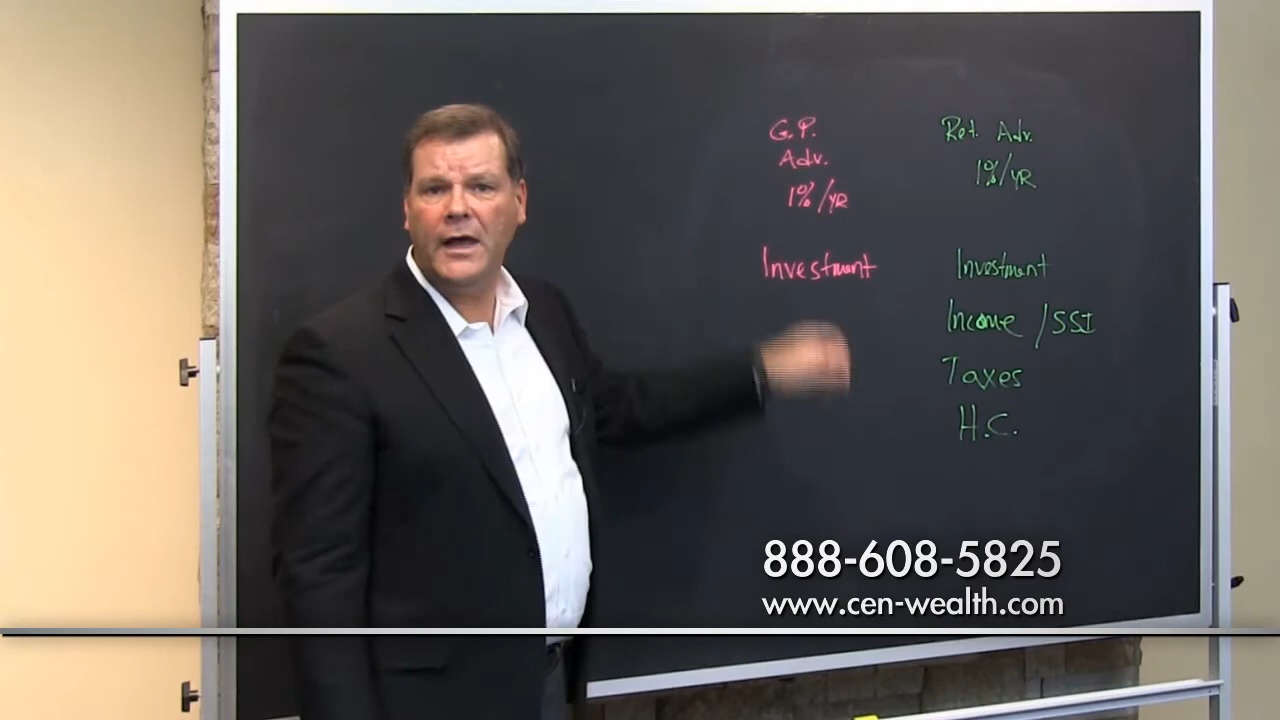 G.P.
Adv.
1%/YR
Investment
Ret. Adv.
1%/YR
Investment
Income /SSI
Taxes
H.C.
888-608-5825
www.cen-wealth.com